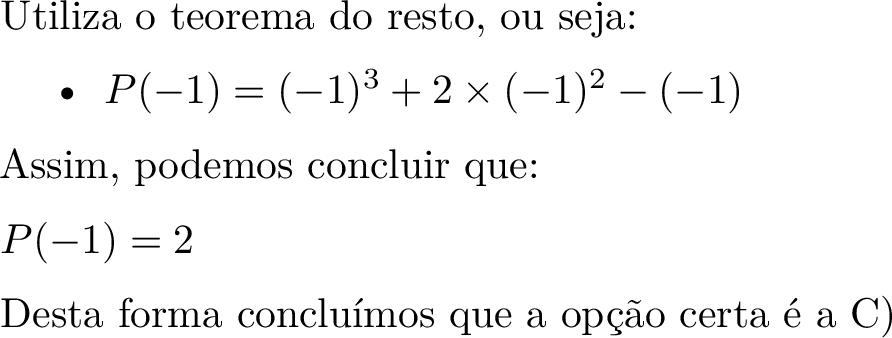 Utiliza o teorema do resto, ou seja:
• P(−1) = (−1)³ + 2 × (−1)² − (−1)
Assim, podemos concluir que:
P(−1) = 2
Desta forma concluímos que a opção certa é a C)